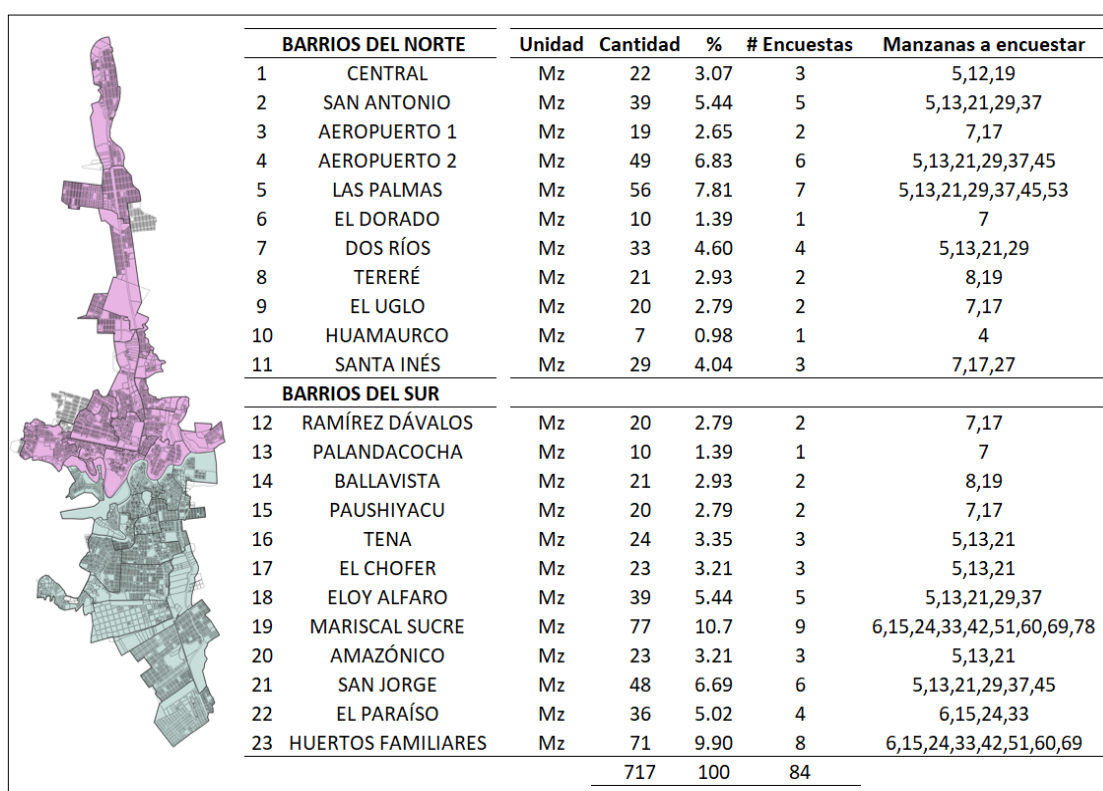 BARRIOS DEL NORTE Unidad Cantidad % # Encuestas Manzanas a encuestar
1 CENTRAL Mz 22 3.07 3 5,12,19
2 SAN ANTONIO Mz 39 5.44 5 5,13,21,29,37
3 AEROPUERTO 1 Mz 19 2.65 2 7,17
4 AEROPUERTO 2 Mz 49 6.83 6 5,13,21,29,37,45
5 LAS PALMAS Mz 56 7.81 7 5,13,21,29,37,45,53
6 EL DORADO Mz 10 1.39 1 7
7 DOS RÍOS Mz 33 4.60 4 5,13,21,29
8 TERERÉ Mz 21 2.93 2 8,19
9 EL UGLO Mz 20 2.79 2 7,17
10 HUAMAURCO Mz 7 0.98 1 4
11 SANTA INÉS Mz 29 4.04 3 7,17,27
BARRIOS DEL SUR
12 RAMÍREZ DÁVALOS Mz 20 2.79 2 7,17
13 PALANDACOCHA Mz 10 1.39 1 7
14 BALLAVISTA Mz 21 2.93 2 8,19
15 PAUSHIYACU Mz 20 2.79 2 7,17
16 TENA Mz 24 3.35 3 5,13,21
17 EL CHOFER Mz 23 3.21 3 5,13,21
18 ELOY ALFARO Mz 39 5.44 5 5,13,21,29,37
19 MARISCAL SUCRE Mz 77 10.7 9 6,15,24,33,42,51,60,69,78
20 AMAZÓNICO Mz 23 3.21 3 5,13,21
21 SAN JORGE Mz 48 6.69 6 5,13,21,29,37,45
22 EL PARAÍSO Mz 36 5.02 4 6,15,24,33
23 HUERTOS FAMILIARES Mz 71 9.90 8 6,15,24,33,42,51,60,69
717 100 84